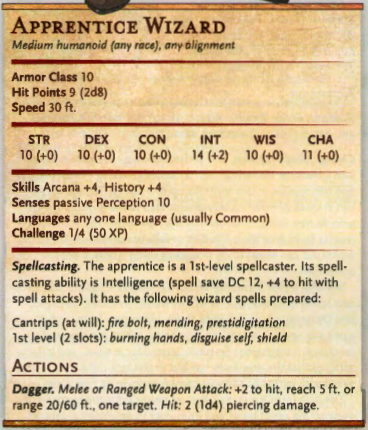 APPRENTICE WIZARD
Medium humanoid (any race), any alignment
Armor Class 10
Hit Points 9 (2d8)
Speed 30 ft.
STR DEX CON INT WIS CHA
10 (+0) 10 (+0) 10 (+0) 14 (+2) 10 (+0) 11 (+0)
Skills Arcana +4, History +4
Senses passive Perception 10
Languages any one language (usually Common)
Challenge 1/4 (50 XP)
Spellcasting. The apprentice is a 1st-level spellcaster. Its spell-
casting ability is Intelligence (spell save DC 12, +4 to hit with
spell attacks). It has the following wizard spells prepared:
Cantrips (at will): fire bolt, mending, prestidigitation
1st level (2 slots): burning hands, disguise self, shield
ACTIONS
Dagger. Melee or Ranged Weapon Attack: +2 to hit, reach 5 ft. or
range 20/60 ft., one target. Hit: 2 (1d4) piercing damage.